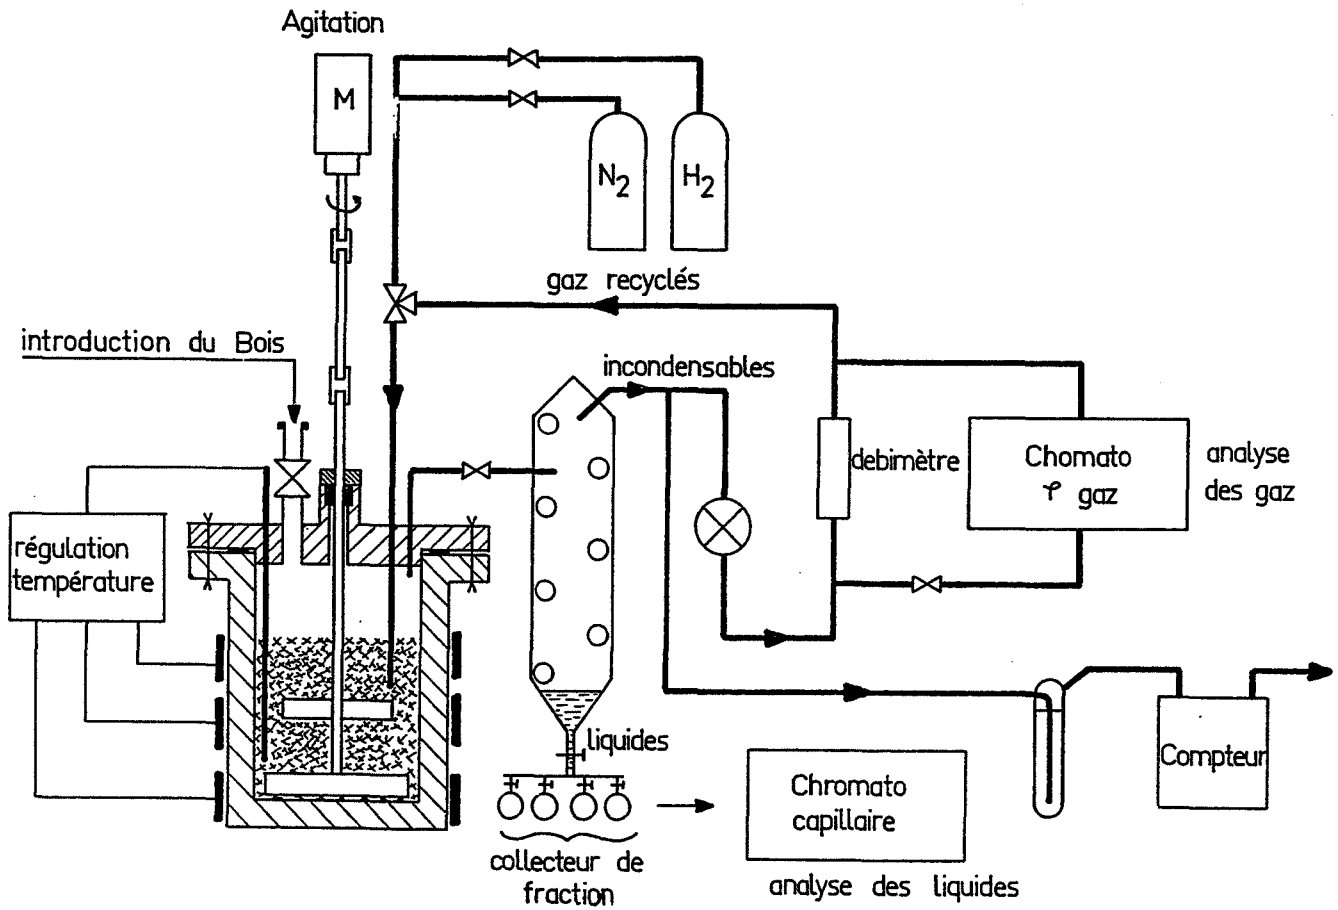 Agitation
M
N2
H2
gaz recyclés
introduction du Bois
incondensables
debimètre
Chomato
φ gaz
analyse
des gaz
régulation
température
liquides
Compteur
Chromato
capillaire
collecteur de
fraction
analyse des liquides